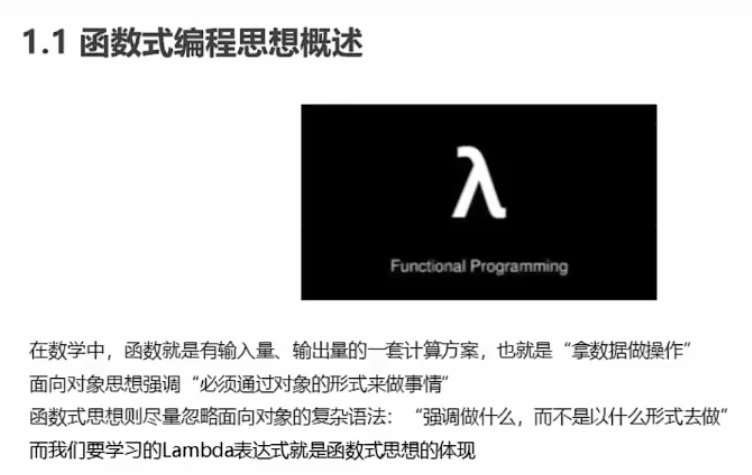 1.1 函数式编程思想概述
λ
Functional Programming
在数学中，函数就是有输入量、输出量的一套计算方案，也就是“拿数据做操作”
面向对象思想强调“必须通过对象的形式来做事情”
函数式思想则尽量忽略面向对象的复杂语法：“强调做什么，而不是以什么形式去做”
而我们要学习的Lambda表达式就是函数式思想的体现